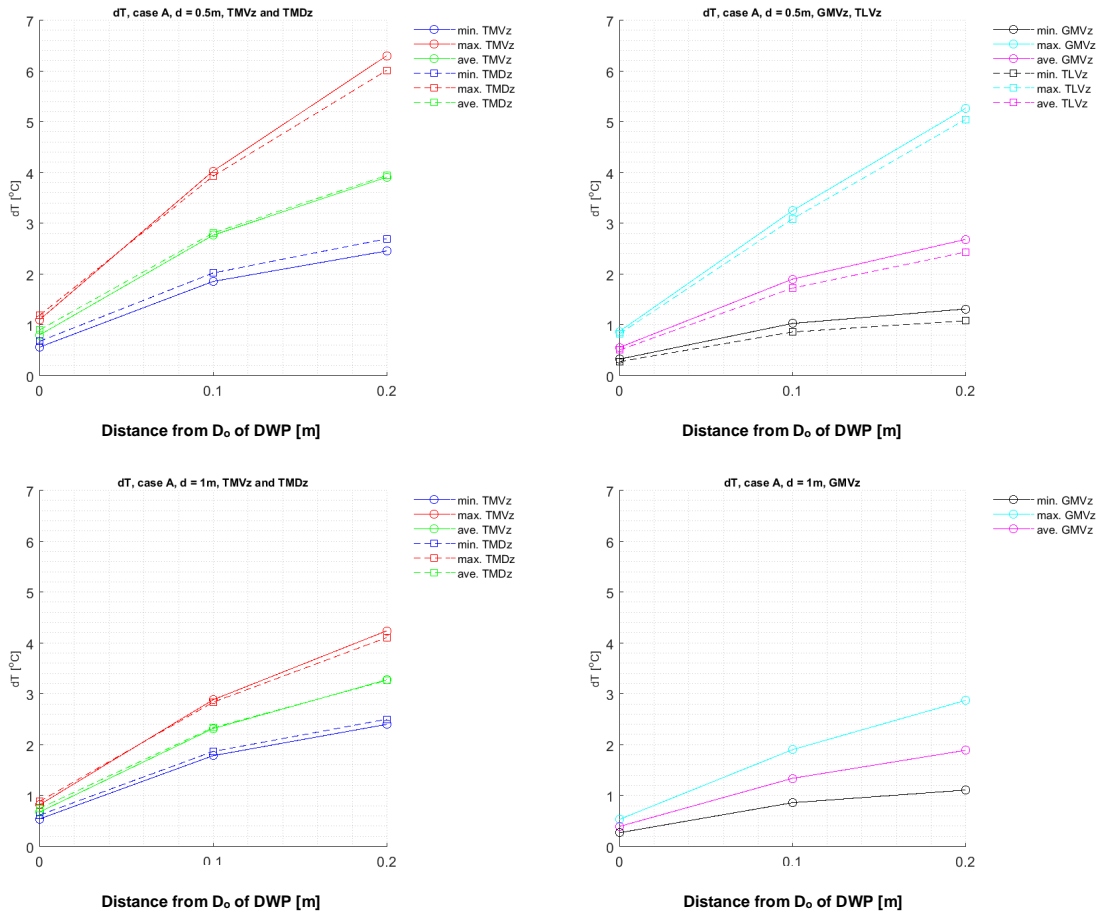 dT, case A, d = 0.5m, TMVz and TMDz
7
6
5
4
3
2
1
0
dT [°C]
0
0.1
0.2
Distance from Dₒ of DWP [m]
min. TMVz
max. TMVz
ave. TMVz
min. TMDz
max. TMDz
ave. TMDz
dT, case A, d = 0.5m, GMVz, TLVz
7
6
5
4
3
2
1
0
dT [°C]
0
0.1
0.2
Distance from Dₒ of DWP [m]
min. GMVz
max. GMVz
ave. GMVz
min. TLVz
max. TLVz
ave. TLVz
dT, case A, d = 1m, TMVz and TMDz
7
6
5
4
3
2
1
0
dT [°C]
0
0.1
0.2
Distance from Dₒ of DWP [m]
min. TMVz
max. TMVz
ave. TMVz
min. TMDz
max. TMDz
ave. TMDz
dT, case A, d = 1m, GMVz
7
6
5
4
3
2
1
0
dT [°C]
0
0.1
0.2
Distance from Dₒ of DWP [m]
min. GMVz
max. GMVz
ave. GMVz